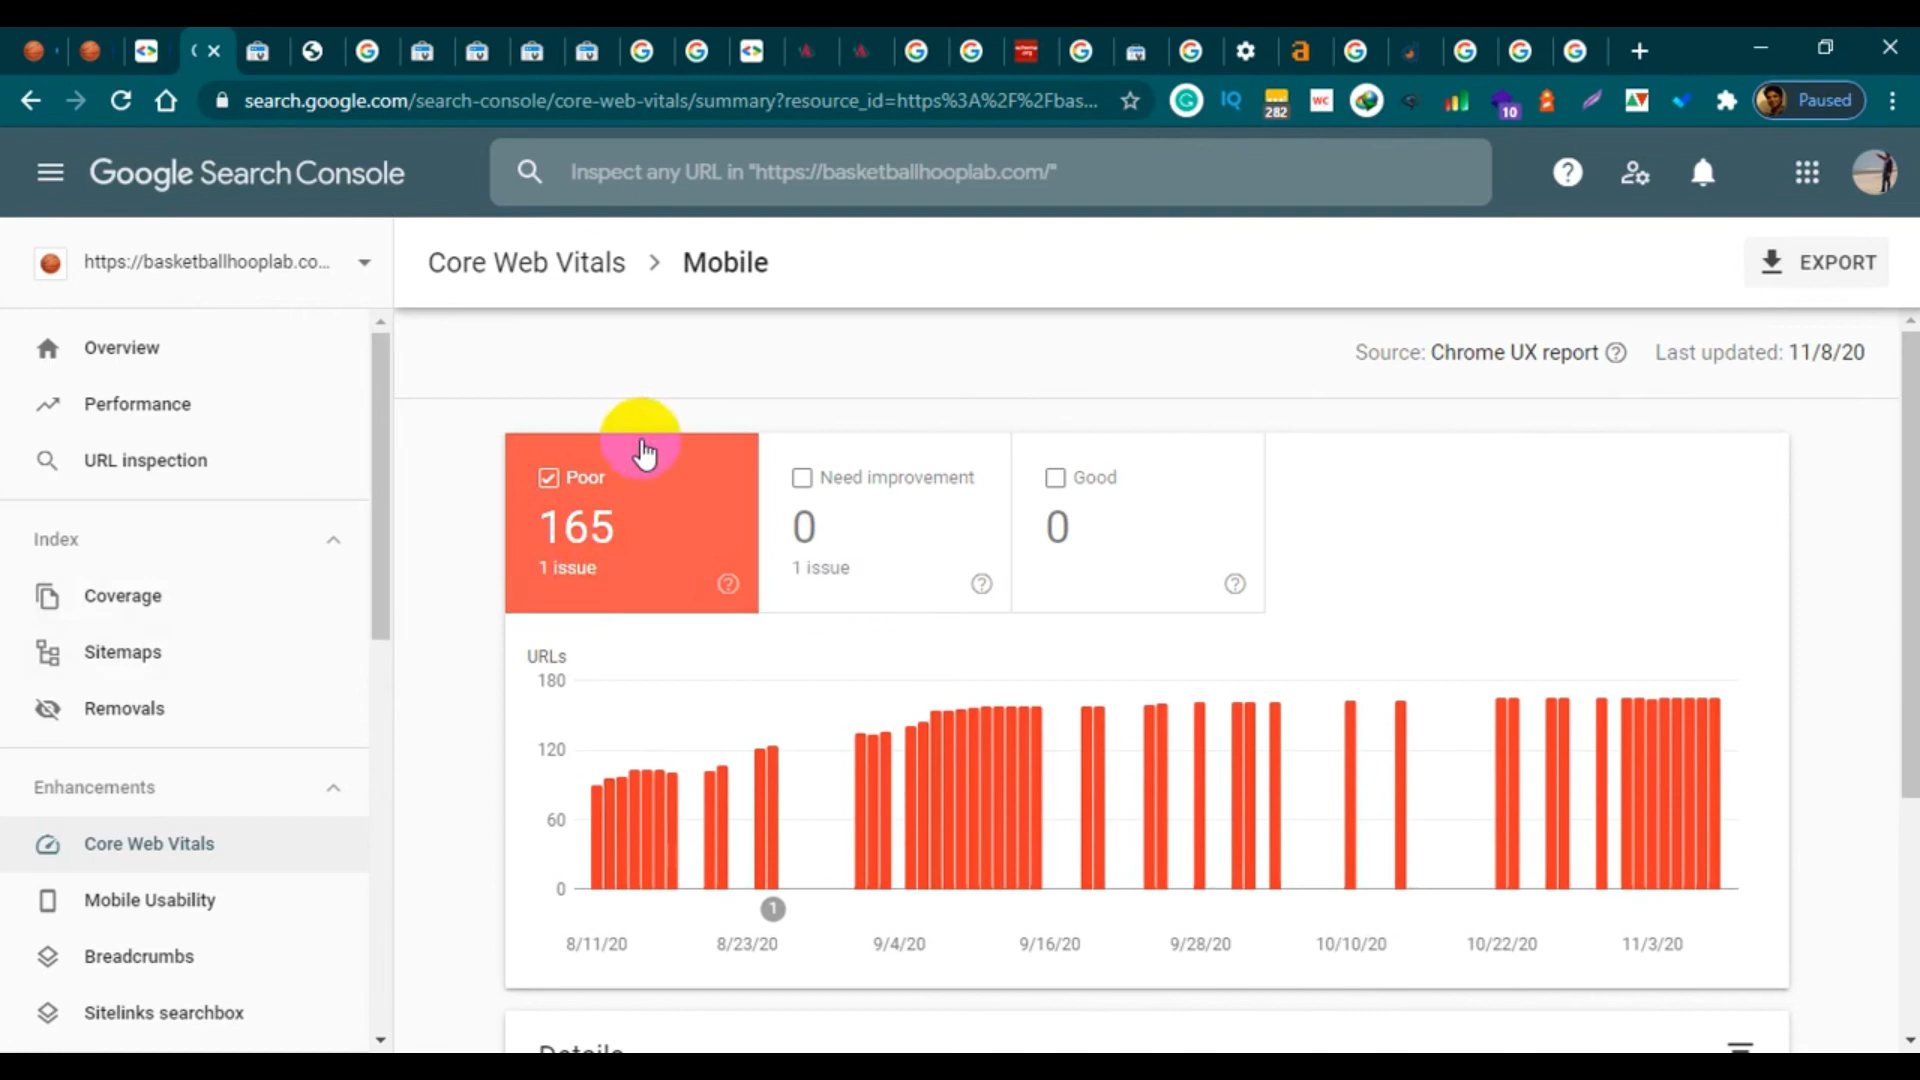 search.google.com/search-console/core-web-vitals/summary?resource_id=https%3A%2F%2Fbas...
IQ
282
WC
10
Paused
Google Search Console
Inspect any URL in "https://basketballhooplab.com/"
https://basketballhooplab.co...
Core Web Vitals > Mobile
EXPORT
Source: Chrome UX report
Last updated: 11/8/20
Overview
Performance
URL inspection
Index
Coverage
Sitemaps
Removals
Enhancements
Core Web Vitals
Mobile Usability
Breadcrumbs
Sitelinks searchbox
Poor
165
1 issue
Need improvement
0
1 issue
Good
0
URLs
180
120
60
0
1
8/11/20
8/23/20
9/4/20
9/16/20
9/28/20
10/10/20
10/22/20
11/3/20
Details